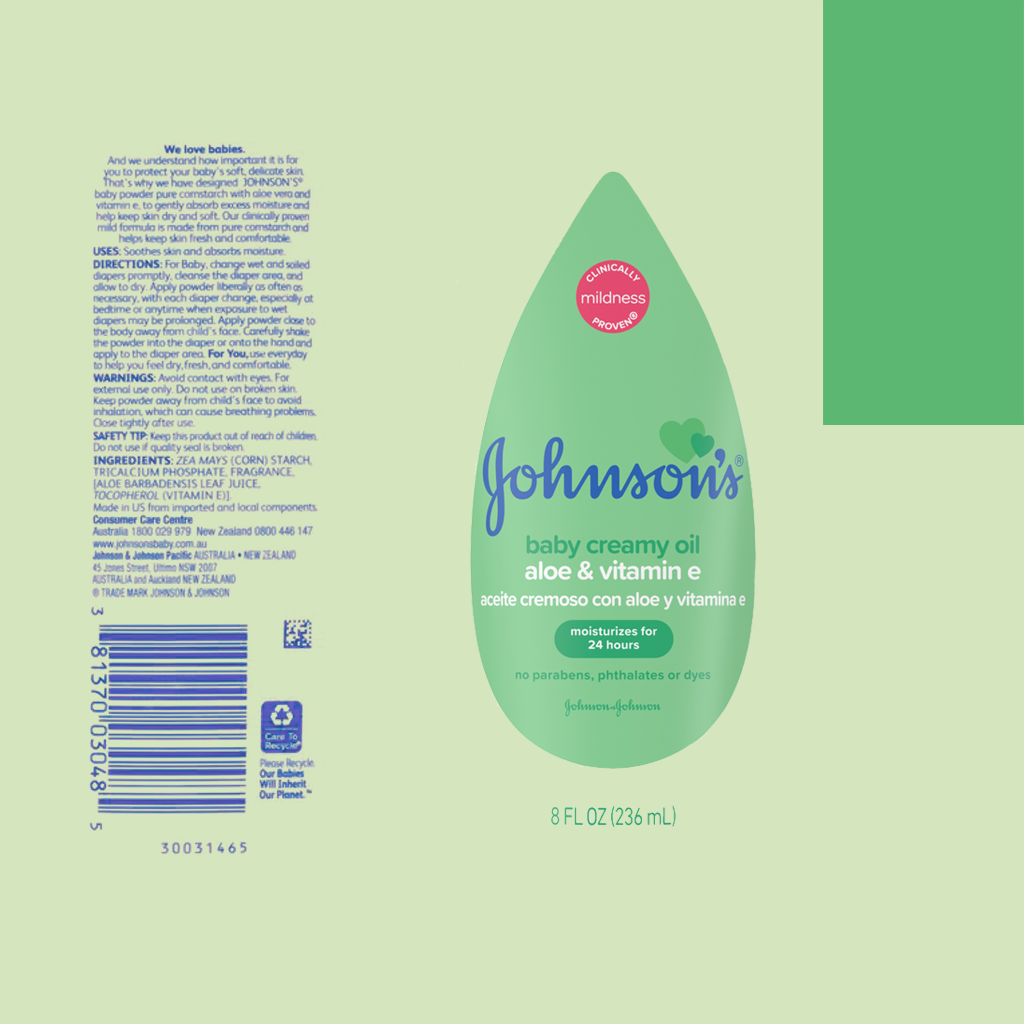 We love babies.
And we understand how important it is for
you to protect your baby's soft, delicate skin.
That's why we have designed JOHNSON'S®
baby powder pure cornstarch with aloe vera and
vitamin e, to gently absorb excess moisture and
help keep skin dry and soft. Our clinically proven
mild formula is made from pure cornstarch and
helps keep skin fresh and comfortable.
USES: Soothes skin and absorbs moisture.
DIRECTIONS: For Baby, change wet and soiled
diapers promptly, cleanse the diaper area, and
allow to dry. Apply powder liberally as often as
necessary, with each diaper change, especially at
bedtime or anytime when exposure to wet
diapers may be prolonged. Apply powder close to
the body away from child's face. Carefully shake
the powder into the diaper or onto the hand and
apply to the diaper area. For You, use everyday
to help you feel dry, fresh, and comfortable.
WARNINGS: Avoid contact with eyes. For
external use only. Do not use on broken skin.
Keep powder away from child's face to avoid
inhalation, which can cause breathing problems.
Close tightly after use.
SAFETY TIP: Keep this product out of reach of children.
Do not use if quality seal is broken.
INGREDIENTS: ZEA MAYS (CORN) STARCH,
TRICALCIUM PHOSPHATE, FRAGRANCE,
[ALOE BARBADENSIS LEAF JUICE,
TOCOPHEROL (VITAMIN E)].
Made in US from imported and local components.
Consumer Care Centre
Australia 1800 029 979 New Zealand 0800 446 147
www.johnsonsbaby.com.au
Johnson & Johnson Pacific AUSTRALIA • NEW ZEALAND
45 Jones Street, Ultimo NSW 2007
AUSTRALIA and Auckland NEW ZEALAND
® TRADE MARK JOHNSON & JOHNSON
3 81370 03048 5
Care To
Recycle®
Please Recycle.
Our Babies
Will Inherit
Our Planet.™
30031465
CLINICALLY
mildness
PROVEN®
Johnson's®
baby creamy oil
aloe & vitamin e
aceite cremoso con aloe y vitamina e
moisturizes for
24 hours
no parabens, phthalates or dyes
Johnson & Johnson
8 FL OZ (236 mL)